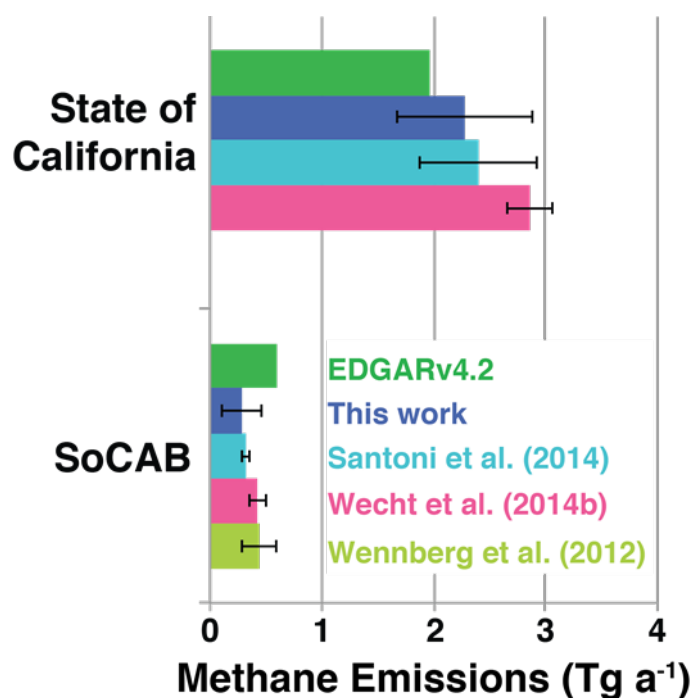 State of
California
EDGARv4.2
This work
SoCAB
Santoni et al. (2014)
Wecht et al. (2014b)
Wennberg et al. (2012)
0 1 2 3 4
Methane Emissions (Tg a⁻¹)